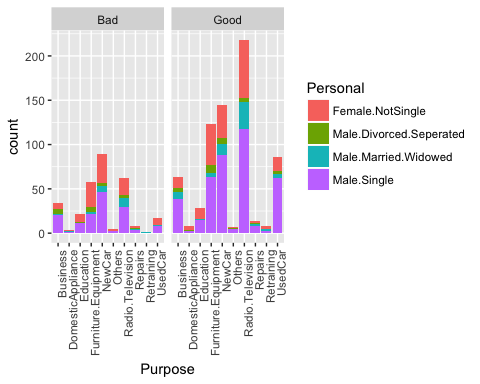 Bad
Good
count
200
150
100
50
0
Business
DomesticAppliance
Education
Furniture.Equipment
NewCar
Others
Radio.Television
Repairs
Retraining
UsedCar
Business
DomesticAppliance
Education
Furniture.Equipment
NewCar
Others
Radio.Television
Repairs
Retraining
UsedCar
Purpose
Personal
Female.NotSingle
Male.Divorced.Seperated
Male.Married.Widowed
Male.Single